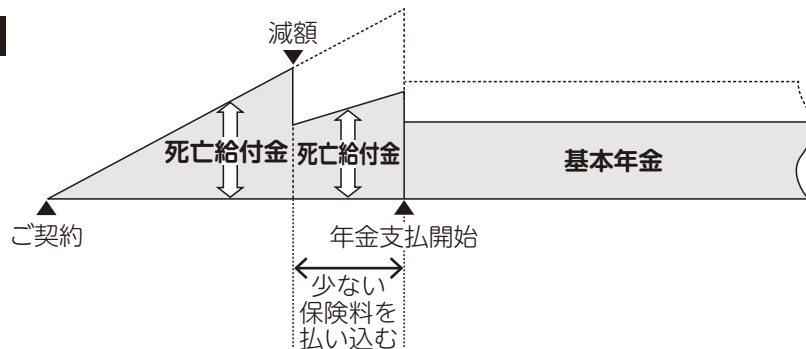 減額
死亡給付金
死亡給付金
基本年金
ご契約
年金支払開始
少ない
保険料を
払い込む